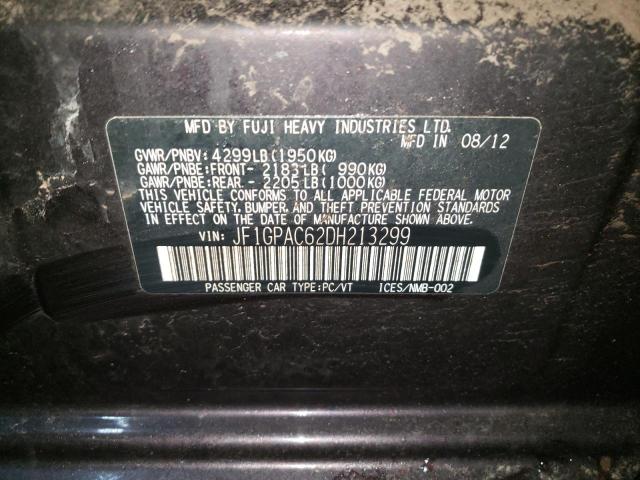 MFD BY FUJI HEAVY INDUSTRIES LTD.
MFD IN 08/12
GVWR/PNBV: 4299LB(1950KG)
GAWR/PNBE:FRONT- 2183LB( 990KG)
GAWR/PNBE:REAR.- 2205LB(1000KG)
THIS VEHICLE CONFORMS TO ALL APPLICABLE FEDERAL MOTOR
VEHICLE SAFETY, BUMPER, AND THEFT PREVENTION STANDARDS
IN EFFECT ON THE DATE OF MANUFACTURE SHOWN ABOVE.
VIN: JF1GPAC62DH213299
PASSENGER CAR TYPE:PC/VT ICES/NMB-002